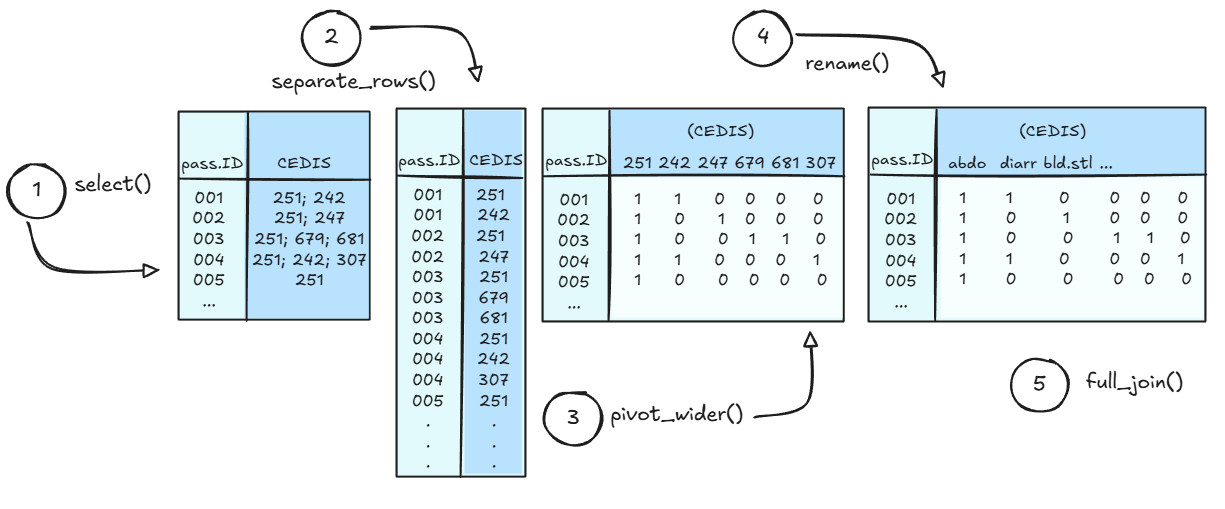 1
select()
pass.ID CEDIS
001 251; 242
002 251; 247
003 251; 679; 681
004 251; 242; 307
005 251
...
2
separate_rows()
pass.ID CEDIS
001 251
001 242
002 251
002 247
003 251
003 679
003 681
004 251
004 242
004 307
005 251
.
.
.
3
pivot_wider()
(CEDIS)
pass.ID 251 242 247 679 681 307
001 1 1 0 0 0 0
002 1 0 1 0 0 0
003 1 0 0 1 1 0
004 1 1 0 0 0 1
005 1 0 0 0 0 0
...
4
rename()
(CEDIS)
pass.ID abdo diarr bld.stl ...
001 1 1 0 0 0 0
002 1 0 1 0 0 0
003 1 0 0 1 1 0
004 1 1 0 0 0 1
005 1 0 0 0 0 0
...
5
full_join()